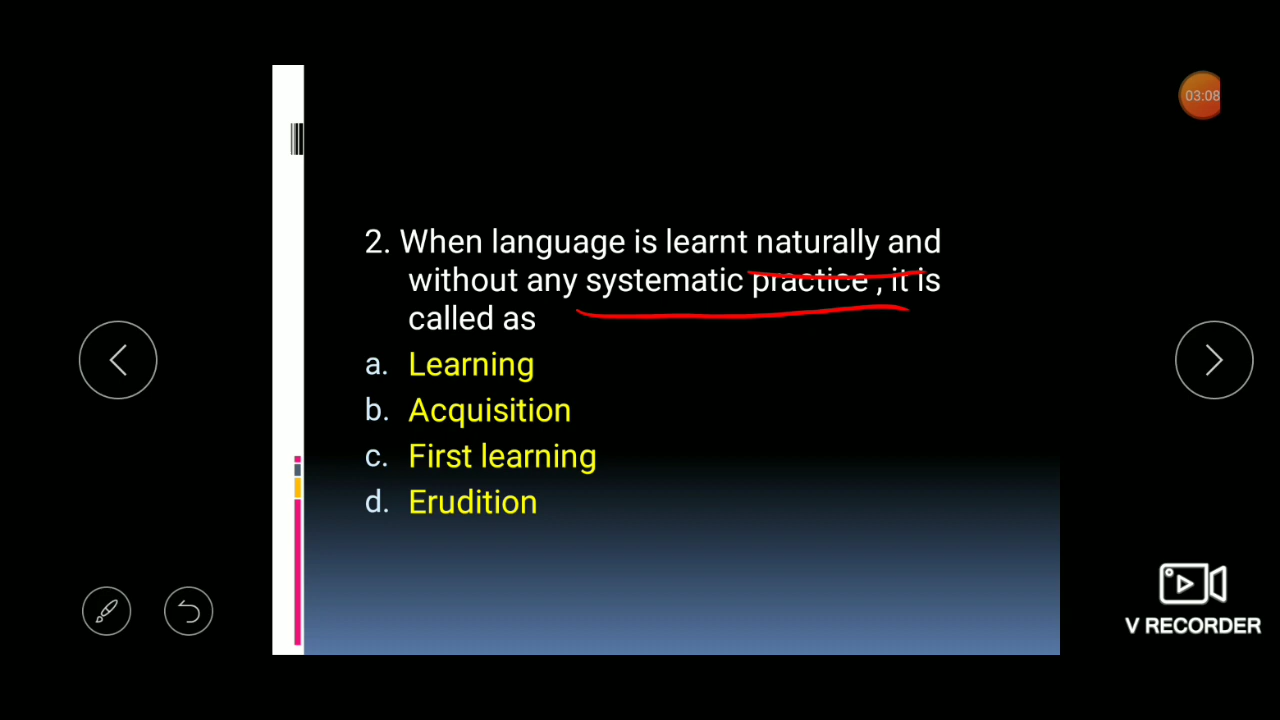 03:08
2. When language is learnt naturally and
without any systematic practice , it is
called as
a. Learning
b. Acquisition
c. First learning
d. Erudition
V RECORDER